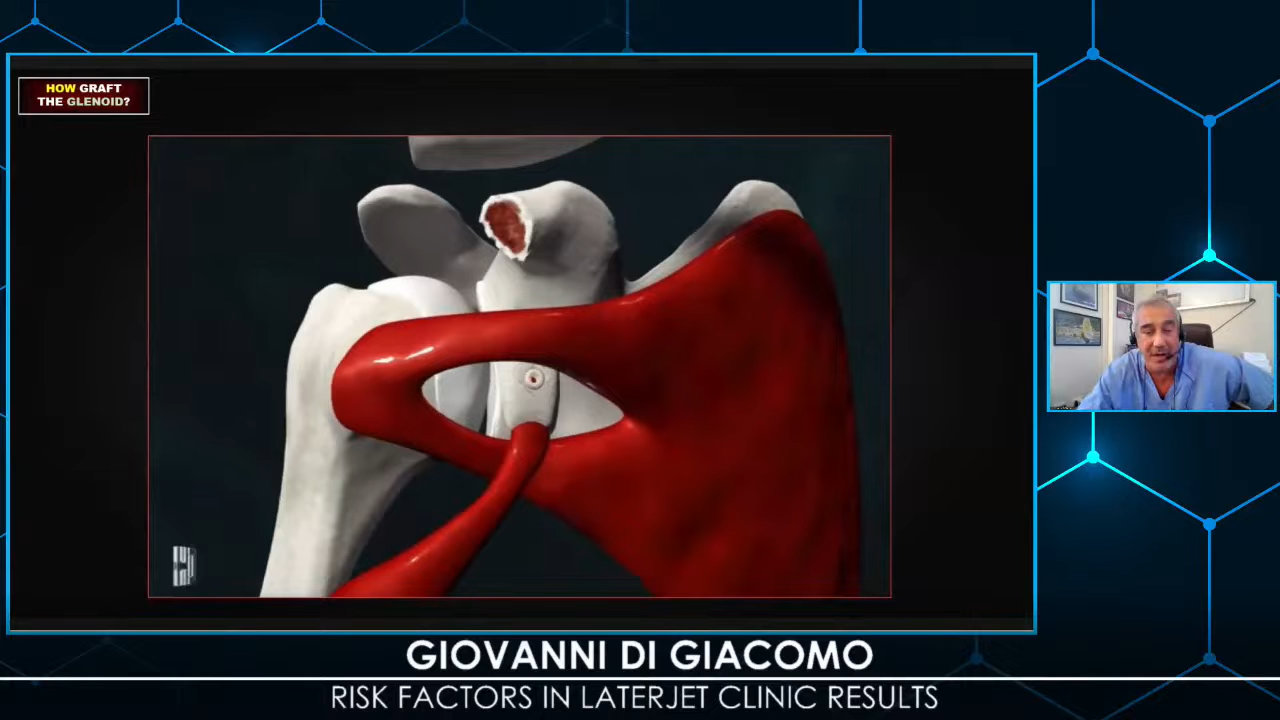 HOW GRAFT
THE GLENOID?
GIOVANNI DI GIACOMO
RISK FACTORS IN LATERJET CLINIC RESULTS